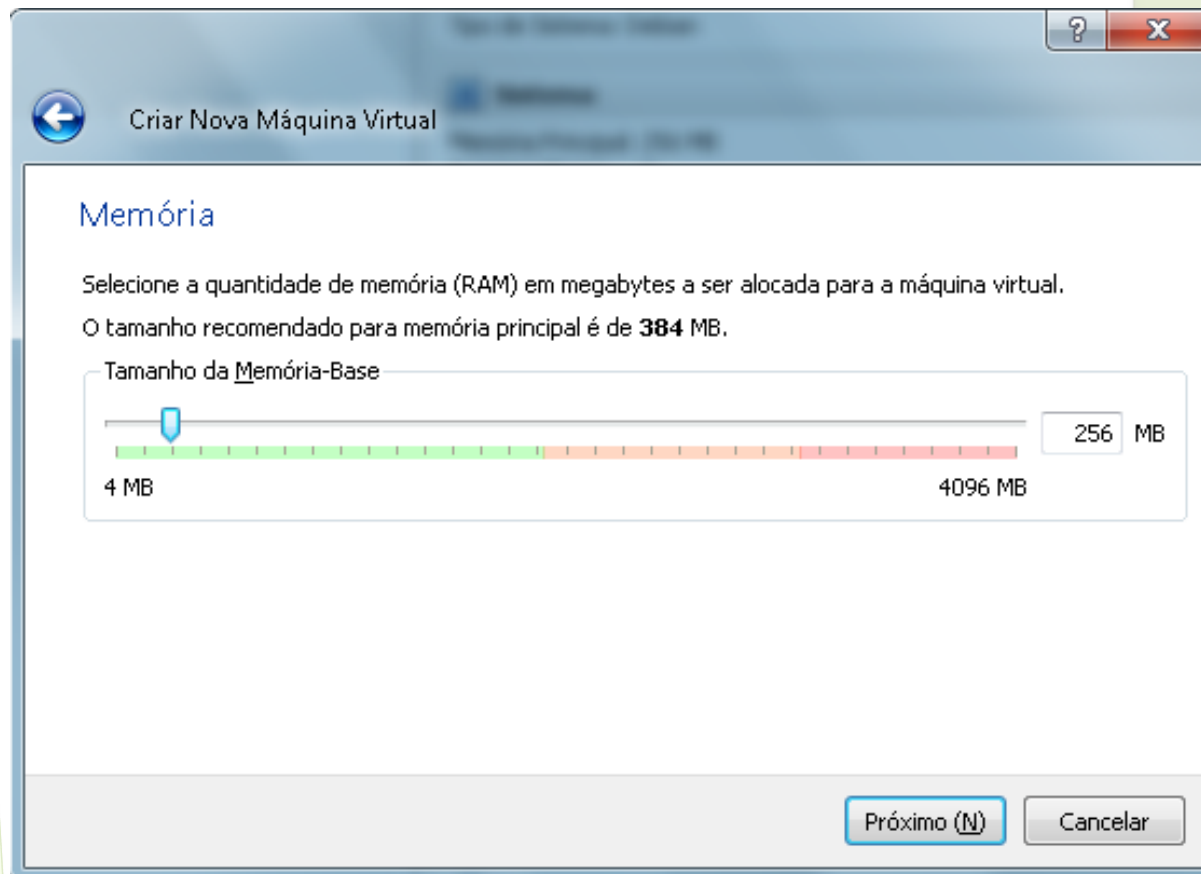 Criar Nova Máquina Virtual
Memória
Selecione a quantidade de memória (RAM) em megabytes a ser alocada para a máquina virtual.
O tamanho recomendado para memória principal é de 384 MB.
Tamanho da Memória-Base
256 MB
4 MB 4096 MB
Próximo (N) Cancelar